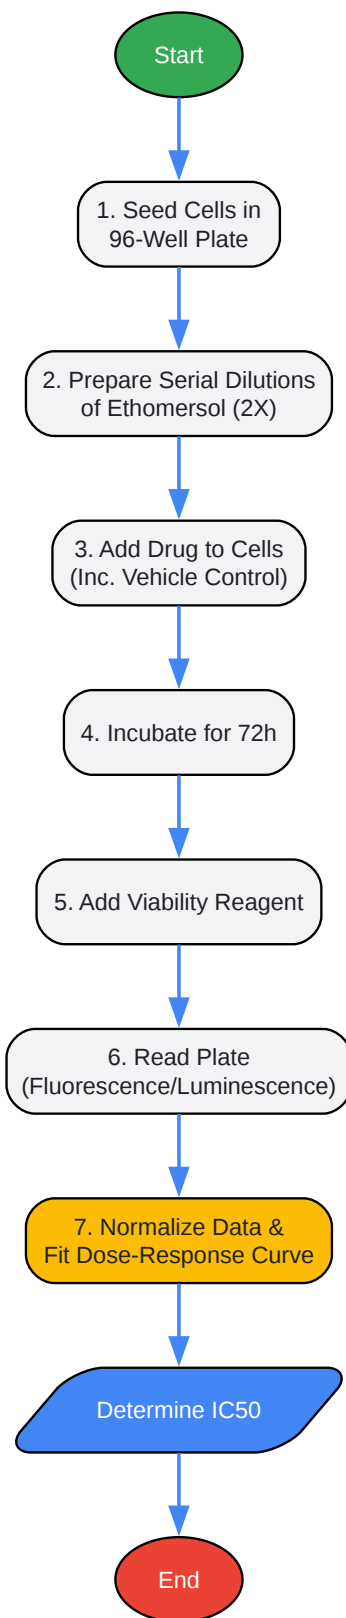 Start
1. Seed Cells in
96-Well Plate
2. Prepare Serial Dilutions
of Ethomersol (2X)
3. Add Drug to Cells
(Inc. Vehicle Control)
4. Incubate for 72h
5. Add Viability Reagent
6. Read Plate
(Fluorescence/Luminescence)
7. Normalize Data &
Fit Dose-Response Curve
Determine IC50
End